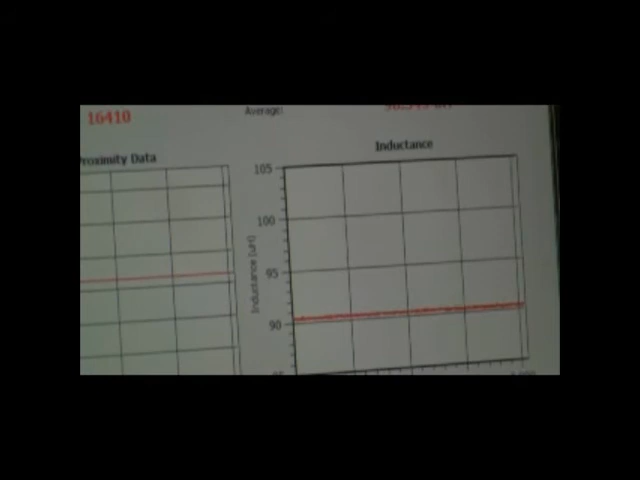 16410
Average:
Proximity Data
Inductance
105
100
95
90
Inductance (uH)